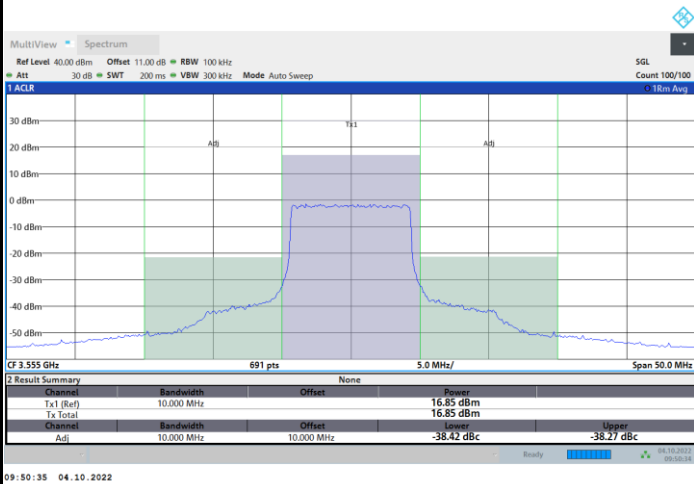 MultiView Spectrum
Ref Level 40.00 dBm Offset 11.00 dB RBW 100 kHz SGL
Att 30 dB SWT 200 ms VBW 300 kHz Mode Auto Sweep Count 100/100
1 ACLR 1Rm Avg
30 dBm
Tx1
20 dBm
Adj Adj
10 dBm
0 dBm
-10 dBm
-20 dBm
-30 dBm
-40 dBm
-50 dBm
CF 3.555 GHz 691 pts 5.0 MHz/ Span 50.0 MHz
2 Result Summary None
Channel Bandwidth Offset Power
Tx1 (Ref) 10.000 MHz 16.85 dBm
Tx Total 16.85 dBm
Channel Bandwidth Offset Lower Upper
Adj 10.000 MHz 10.000 MHz -38.42 dBc -38.27 dBc
Ready 04.10.2022
09:50:34
09:50:35 04.10.2022